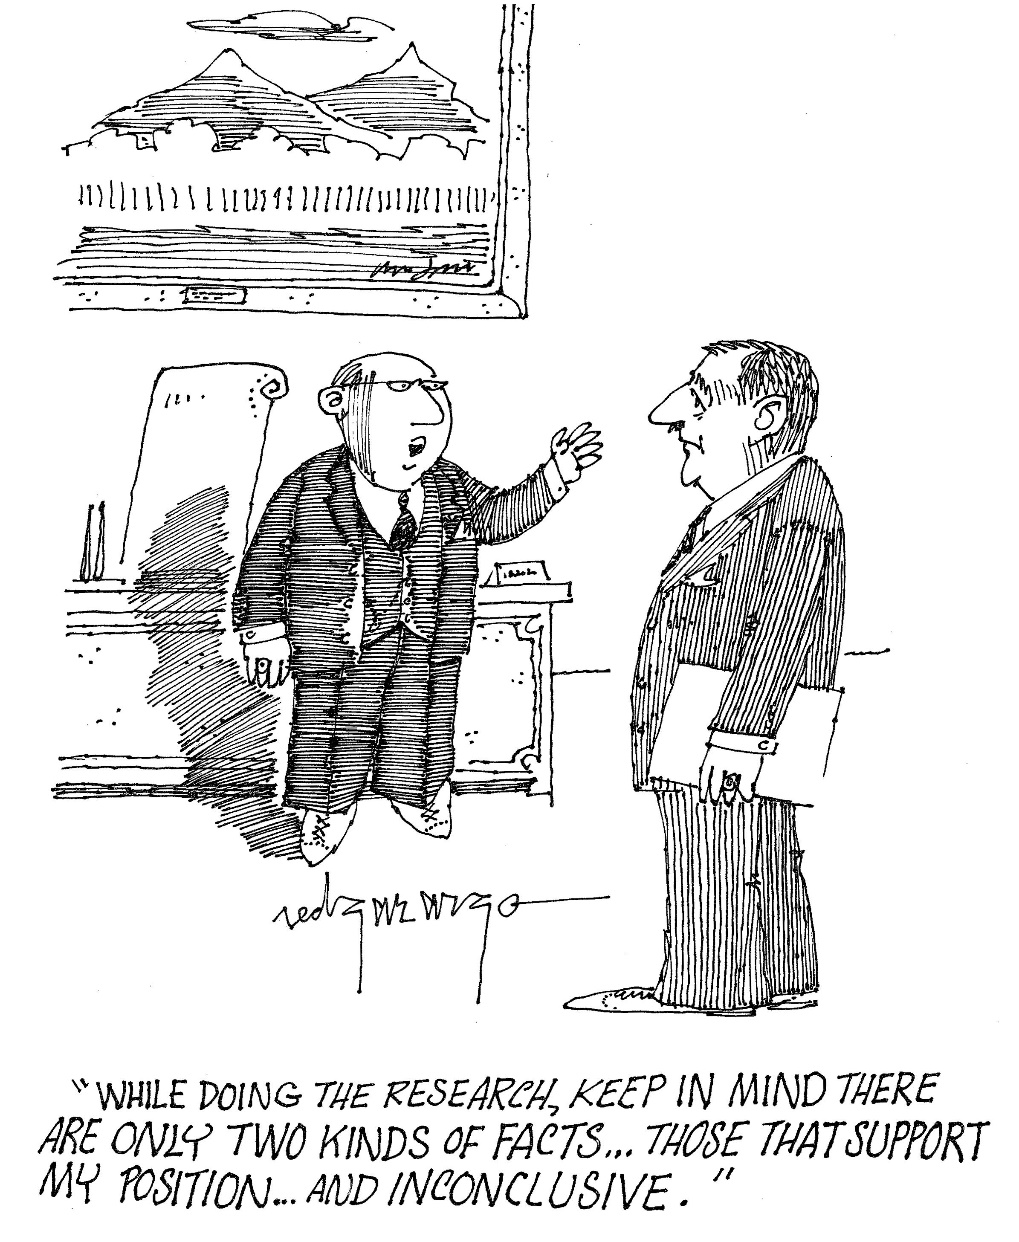 "WHILE DOING THE RESEARCH, KEEP IN MIND THERE
ARE ONLY TWO KINDS OF FACTS... THOSE THAT SUPPORT
MY POSITION... AND INCONCLUSIVE."